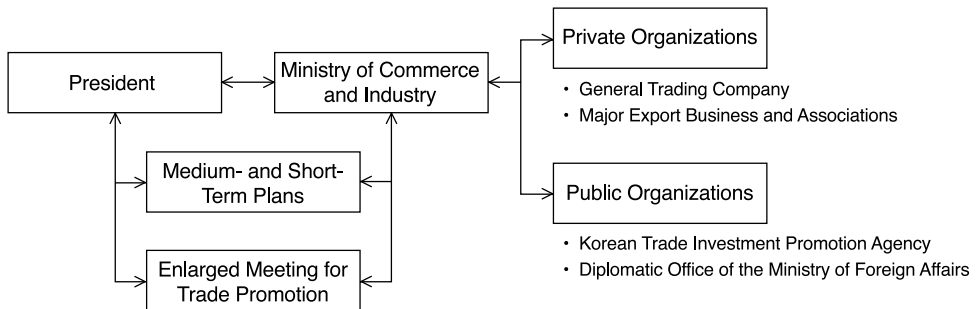 President
Ministry of Commerce
and Industry
Medium- and Short-
Term Plans
Enlarged Meeting for
Trade Promotion
Private Organizations
• General Trading Company
• Major Export Business and Associations
Public Organizations
• Korean Trade Investment Promotion Agency
• Diplomatic Office of the Ministry of Foreign Affairs